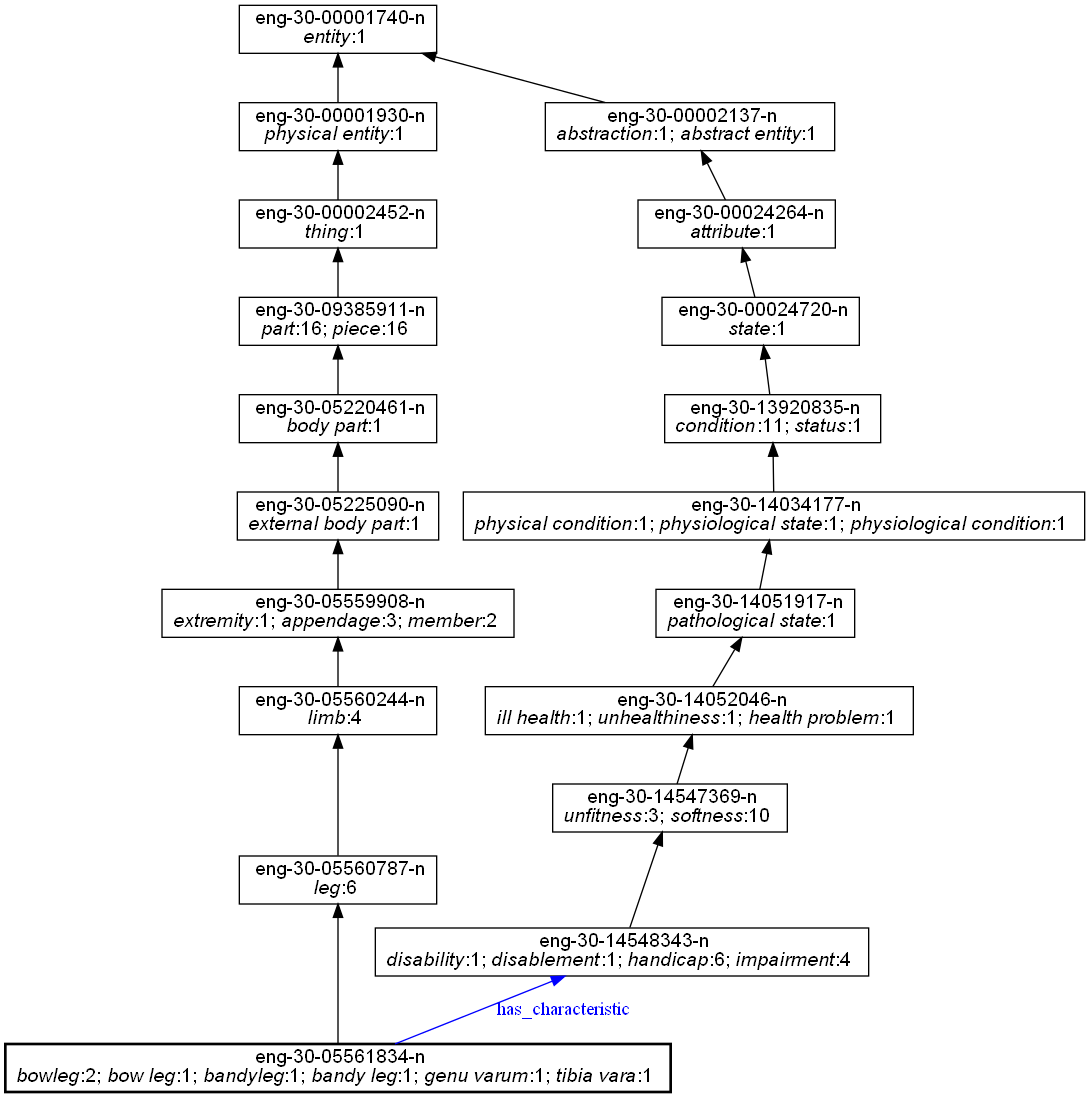 eng-30-00001740-n
entity:1
eng-30-00001930-n
physical entity:1
eng-30-00002137-n
abstraction:1; abstract entity:1
eng-30-00002452-n
thing:1
eng-30-00024264-n
attribute:1
eng-30-09385911-n
part:16; piece:16
eng-30-00024720-n
state:1
eng-30-05220461-n
body part:1
eng-30-13920835-n
condition:11; status:1
eng-30-05225090-n
external body part:1
eng-30-14034177-n
physical condition:1; physiological state:1; physiological condition:1
eng-30-05559908-n
extremity:1; appendage:3; member:2
eng-30-14051917-n
pathological state:1
eng-30-05560244-n
limb:4
eng-30-14052046-n
ill health:1; unhealthiness:1; health problem:1
eng-30-14547369-n
unfitness:3; softness:10
eng-30-05560787-n
leg:6
eng-30-14548343-n
disability:1; disablement:1; handicap:6; impairment:4
has_characteristic
eng-30-05561834-n
bowleg:2; bow leg:1; bandyleg:1; bandy leg:1; genu varum:1; tibia vara:1